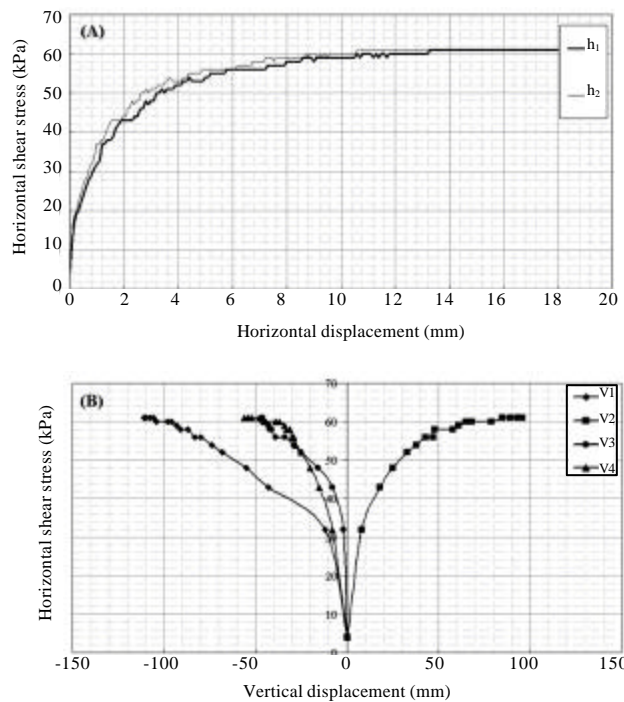 (A)
Horizontal shear stress (kPa)
70
60
50
40
30
20
10
0
0 2 4 6 8 10 12 14 16 18 20
h1
h2
Horizontal displacement (mm)
(B)
Horizontal shear stress (kPa)
70
60
50
40
30
20
10
0
-150 -100 -50 0 50 100 150
V1
V2
V3
V4
Vertical displacement (mm)